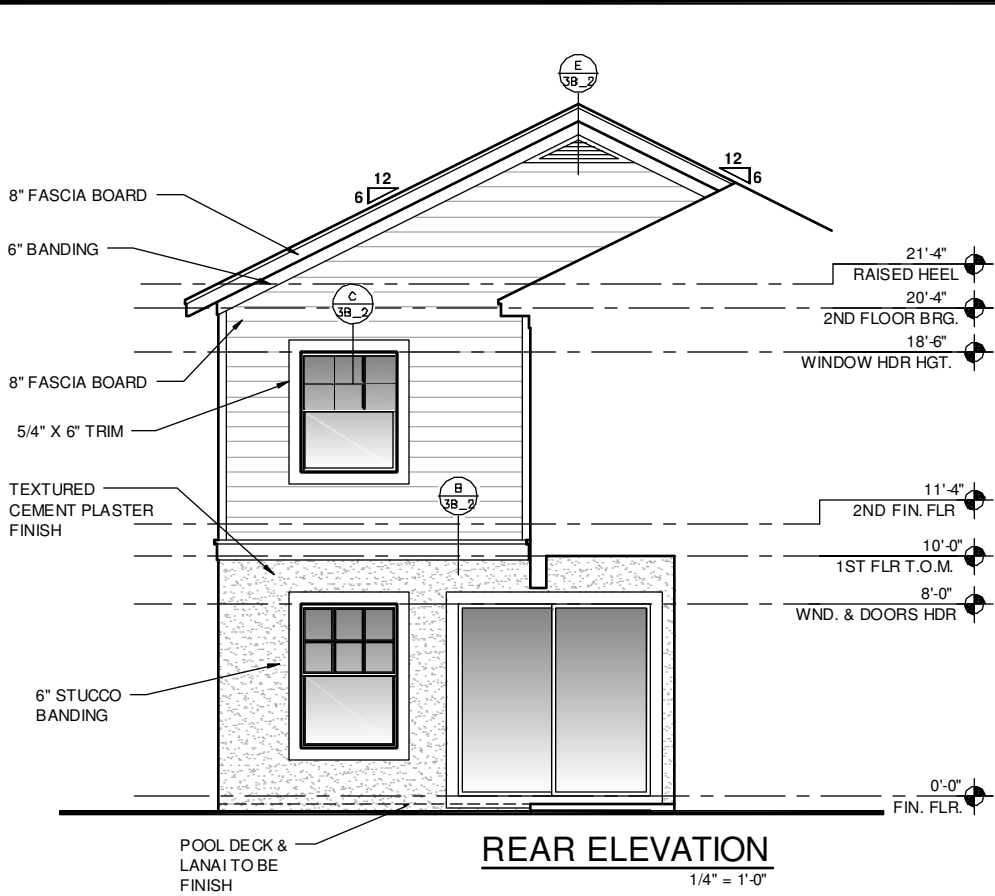 E
3B_2
12
6
12
6
8" FASCIA BOARD
6" BANDING
21'-4"
RAISED HEEL
C
3B_2
20'-4"
2ND FLOOR BRG.
18'-6"
WINDOW HDR HGT.
8" FASCIA BOARD
5/4" X 6" TRIM
B
3B_2
TEXTURED
CEMENT PLASTER
FINISH
11'-4"
2ND FIN. FLR
10'-0"
1ST FLR T.O.M.
8'-0"
WND. & DOORS HDR
6" STUCCO
BANDING
0'-0"
FIN. FLR.
POOL DECK &
LANAI TO BE
FINISH
REAR ELEVATION
1/4" = 1'-0"